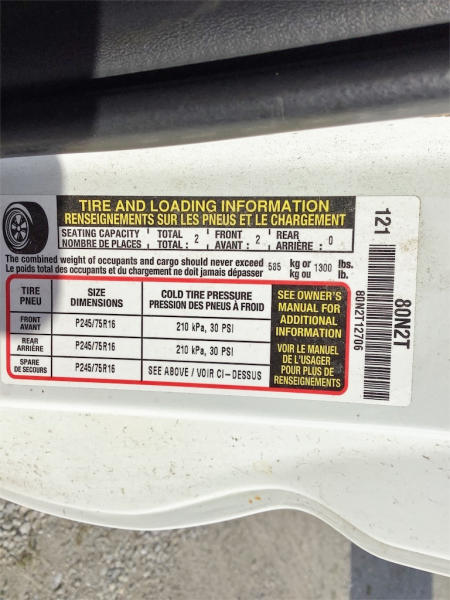 TIRE AND LOADING INFORMATION
RENSEIGNEMENTS SUR LES PNEUS ET LE CHARGEMENT
SEATING CAPACITY TOTAL : 2 FRONT : 2 REAR : 0
NOMBRE DE PLACES TOTAL AVANT ARRIÈRE
The combined weight of occupants and cargo should never exceed 585 kg or 1300 lbs.
Le poids total des occupants et du chargement ne doit jamais dépasser kg ou lb.
TIRE SIZE COLD TIRE PRESSURE
PNEU DIMENSIONS PRESSION DES PNEUS À FROID
FRONT
AVANT P245/75R16 210 kPa, 30 PSI
REAR
ARRIÈRE P245/75R16 210 kPa, 30 PSI
SPARE
DE SECOURS P245/75R16 SEE ABOVE / VOIR CI-DESSUS
SEE OWNER'S
MANUAL FOR
ADDITIONAL
INFORMATION
VOIR LE MANUEL
DE L'USAGER
POUR PLUS DE
RENSEIGNEMENTS
121 80N2T
80N2T12706